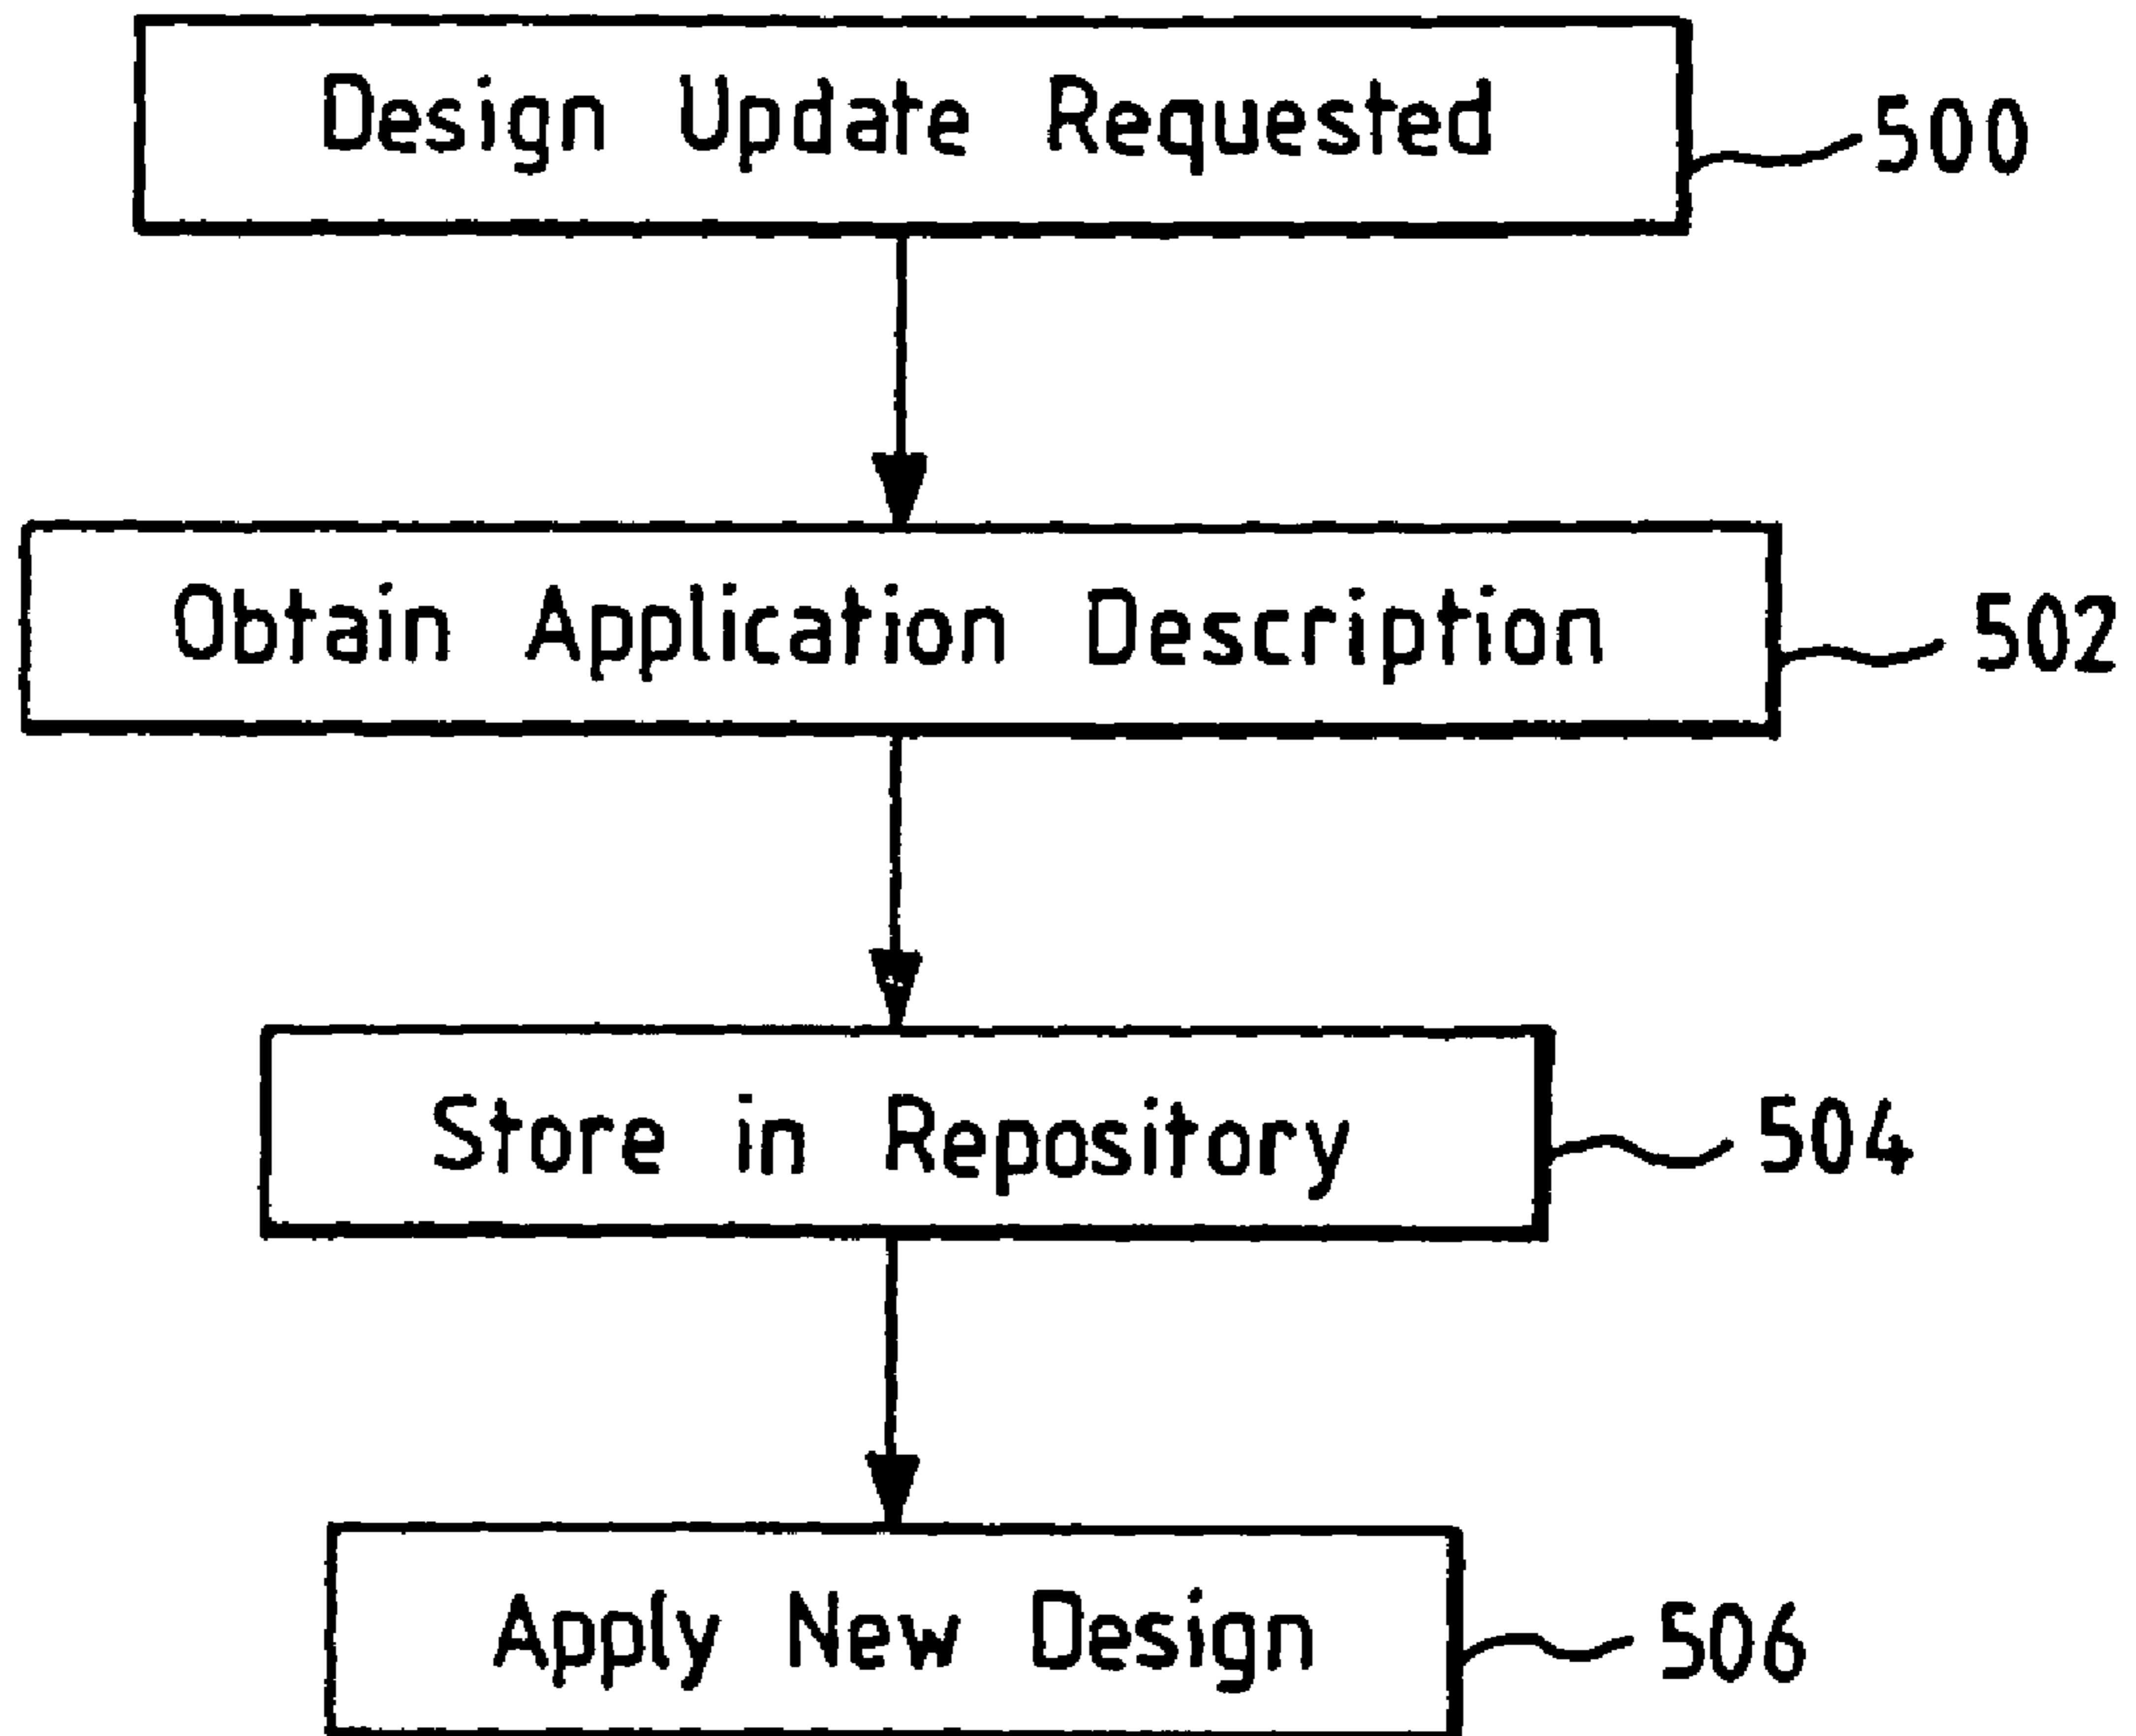 Design Update Requested
500
Obtain Application Description
502
Store in Repository
504
Apply New Design
506